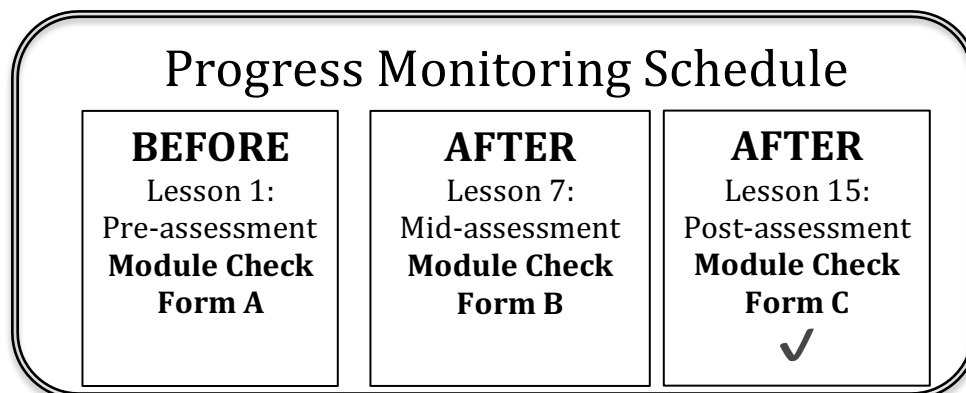 Progress Monitoring Schedule
BEFORE
Lesson 1:
Pre-assessment
Module Check
Form A
AFTER
Lesson 7:
Mid-assessment
Module Check
Form B
AFTER
Lesson 15:
Post-assessment
Module Check
Form C
✓